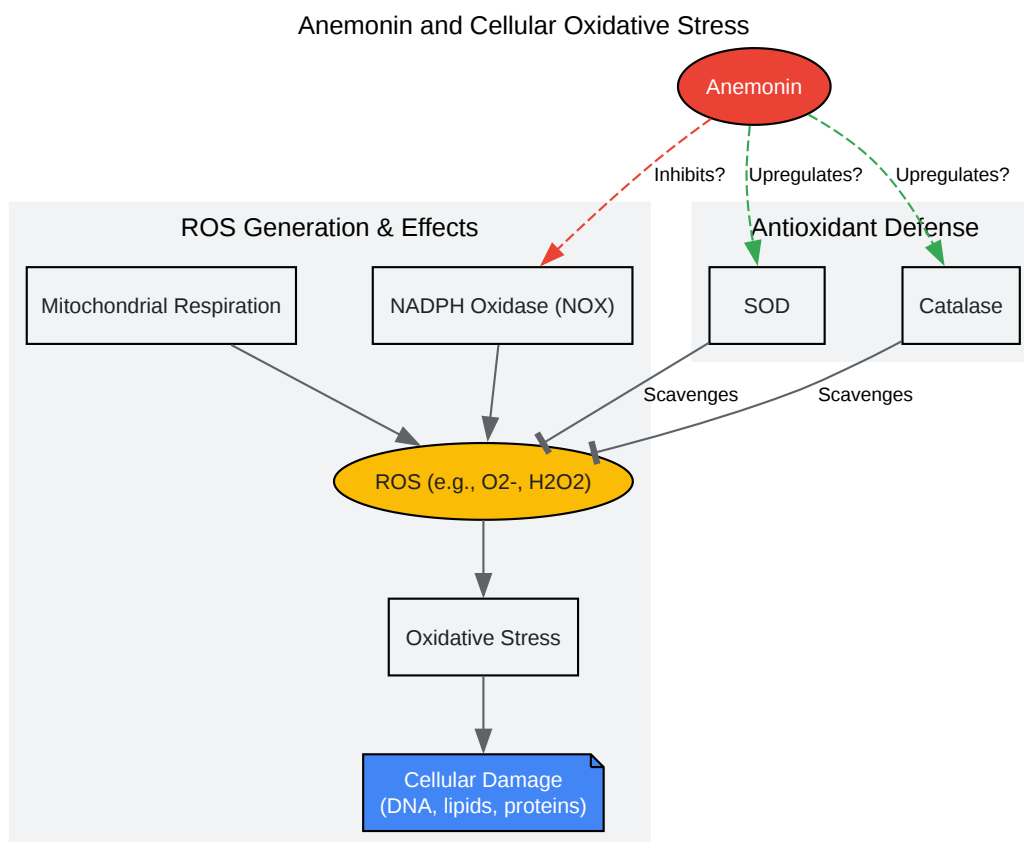 Anemonin and Cellular Oxidative Stress
Anemonin
Inhibits?
Upregulates?
Upregulates?
ROS Generation & Effects
Antioxidant Defense
Mitochondrial Respiration
NADPH Oxidase (NOX)
SOD
Catalase
Scavenges
Scavenges
ROS (e.g., O2-, H2O2)
Oxidative Stress
Cellular Damage
(DNA, lipids, proteins)